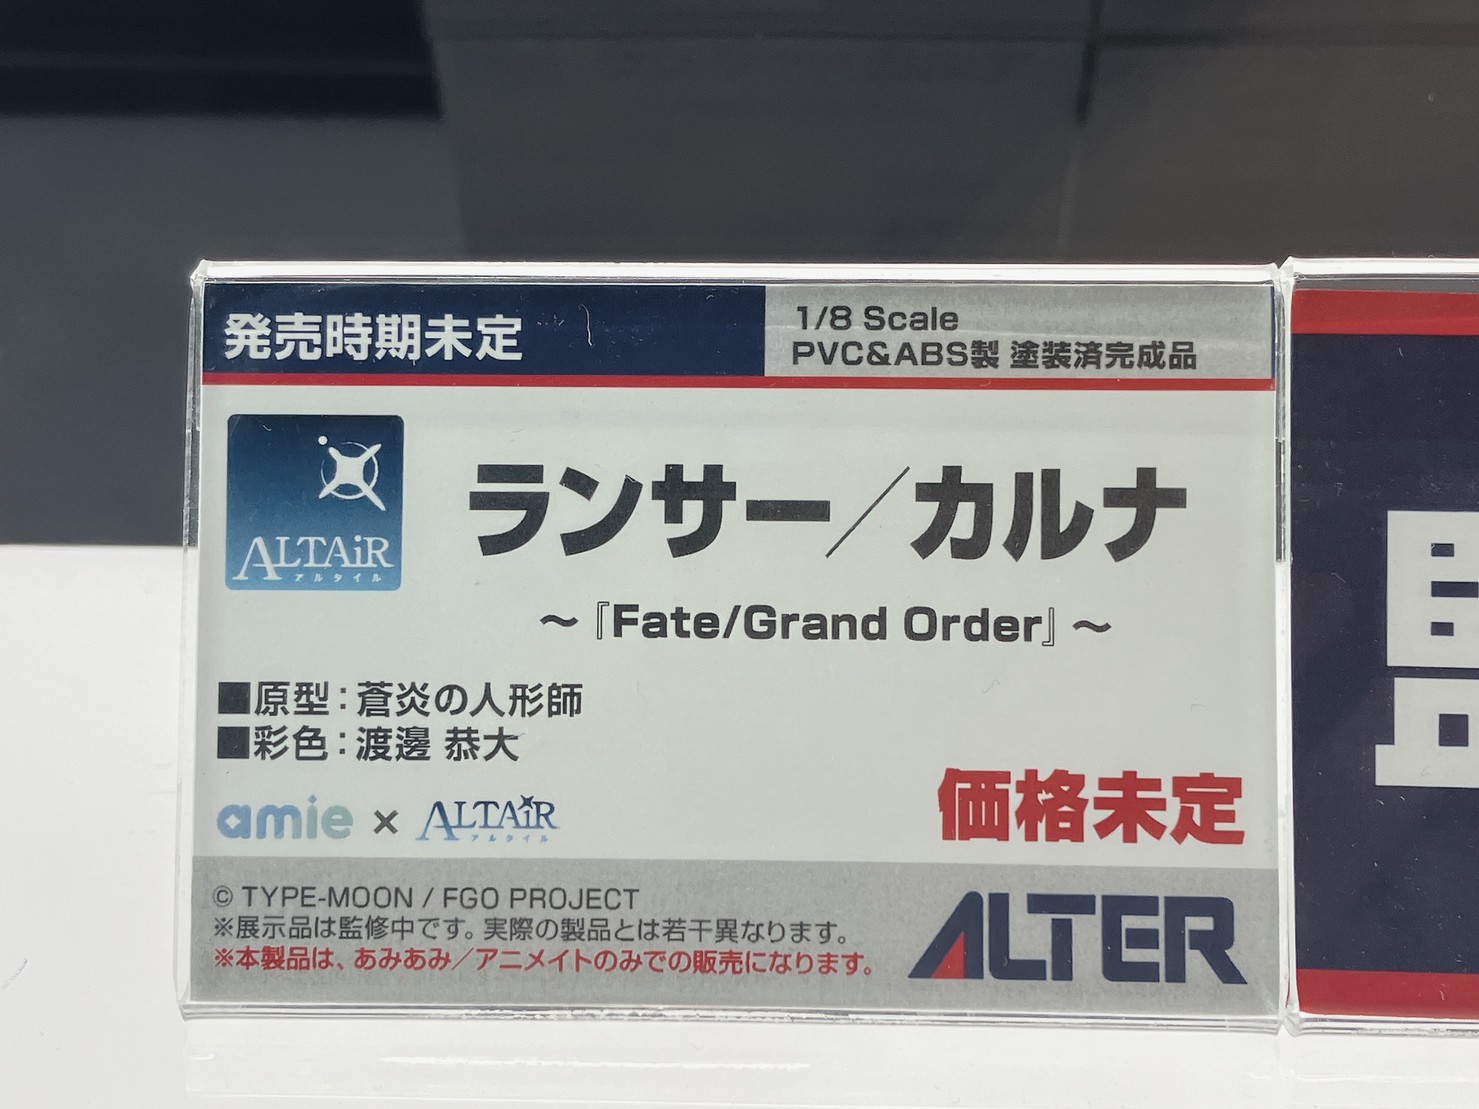 発売時期未定
1/8 Scale
PVC&ABS製 塗装済完成品
ALTAiR
アルタイル
ランサー／カルナ
～『Fate/Grand Order』～
■原型：蒼炎の人形師
■彩色：渡邊 恭大
amie × ALTAiR
アルタイル
価格未定
© TYPE-MOON / FGO PROJECT
※展示品は監修中です。実際の製品とは若干異なります。
※本製品は、あみあみ／アニメイトのみでの販売になります。
ALTER